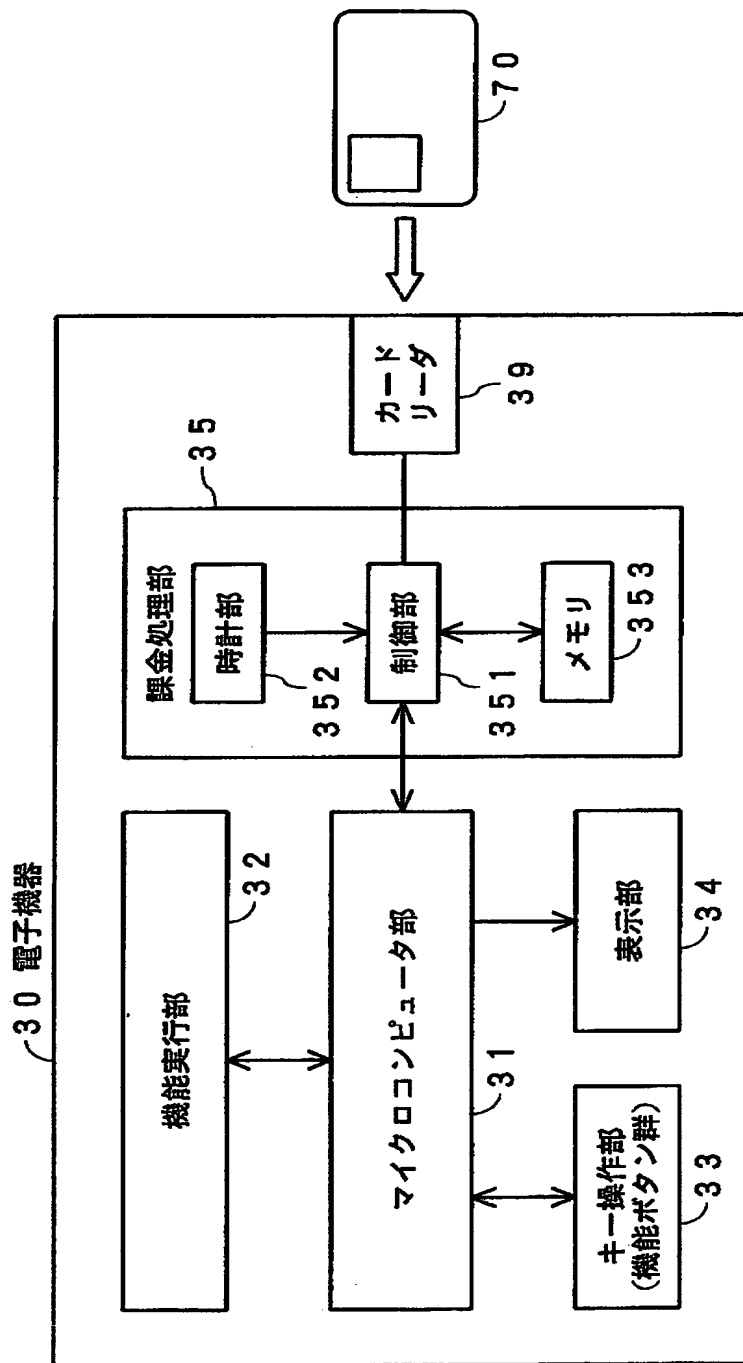 30 電子機器
機能実行部
32
課金処理部
35
時計部
352
マイクロコンピュータ部
31
制御部
351
カード
リーダ
39
70
キー操作部
(機能ボタン群)
33
表示部
34
メモリ
353